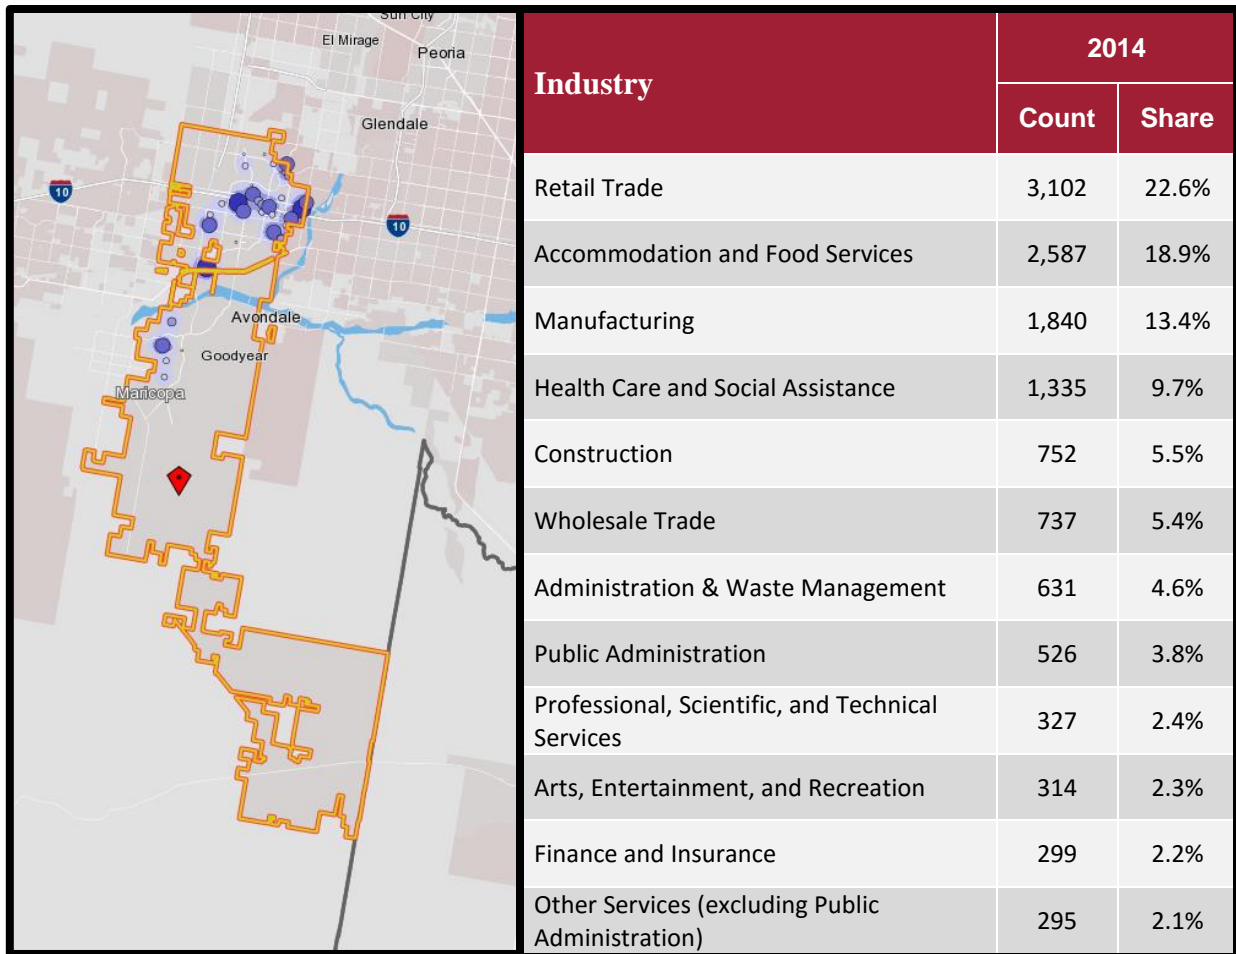 Sun City
El Mirage
Peoria
Glendale
10
10
Avondale
Goodyear
Maricopa
Industry
2014
Count
Share
Retail Trade 3,102 22.6%
Accommodation and Food Services 2,587 18.9%
Manufacturing 1,840 13.4%
Health Care and Social Assistance 1,335 9.7%
Construction 752 5.5%
Wholesale Trade 737 5.4%
Administration & Waste Management 631 4.6%
Public Administration 526 3.8%
Professional, Scientific, and Technical
Services 327 2.4%
Arts, Entertainment, and Recreation 314 2.3%
Finance and Insurance 299 2.2%
Other Services (excluding Public
Administration) 295 2.1%